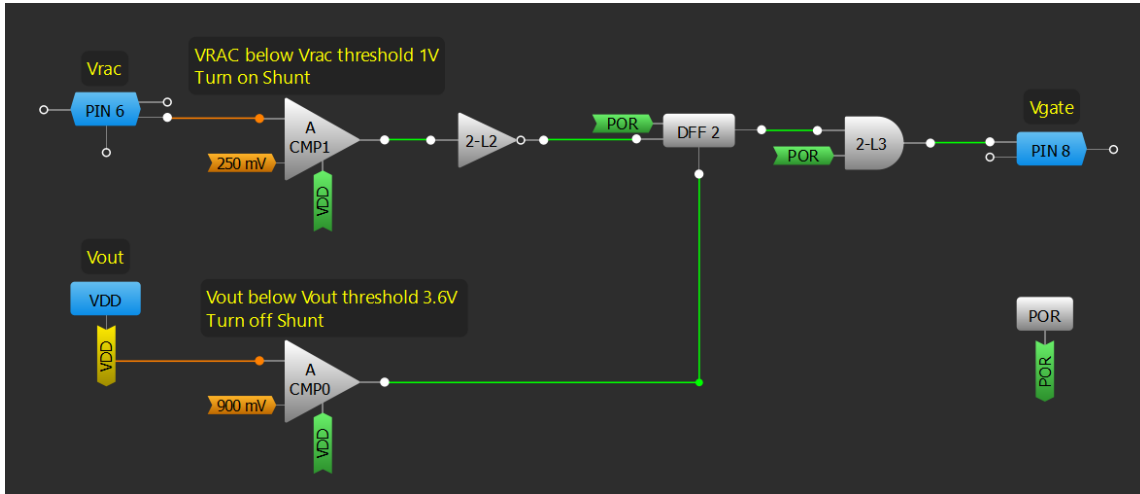 Vrac
PIN 6
VRAC below Vrac threshold 1V
Turn on Shunt
A
CMP1
250 mV
VDD
2-L2
POR
DFF 2
POR
2-L3
Vgate
PIN 8
Vout
VDD
VDD
Vout below Vout threshold 3.6V
Turn off Shunt
A
CMP0
900 mV
VDD
POR
POR